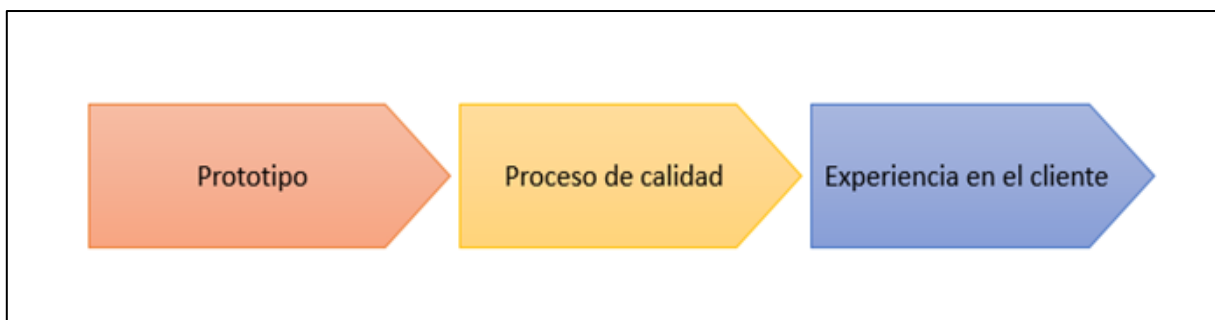 Prototipo
Proceso de calidad
Experiencia en el cliente